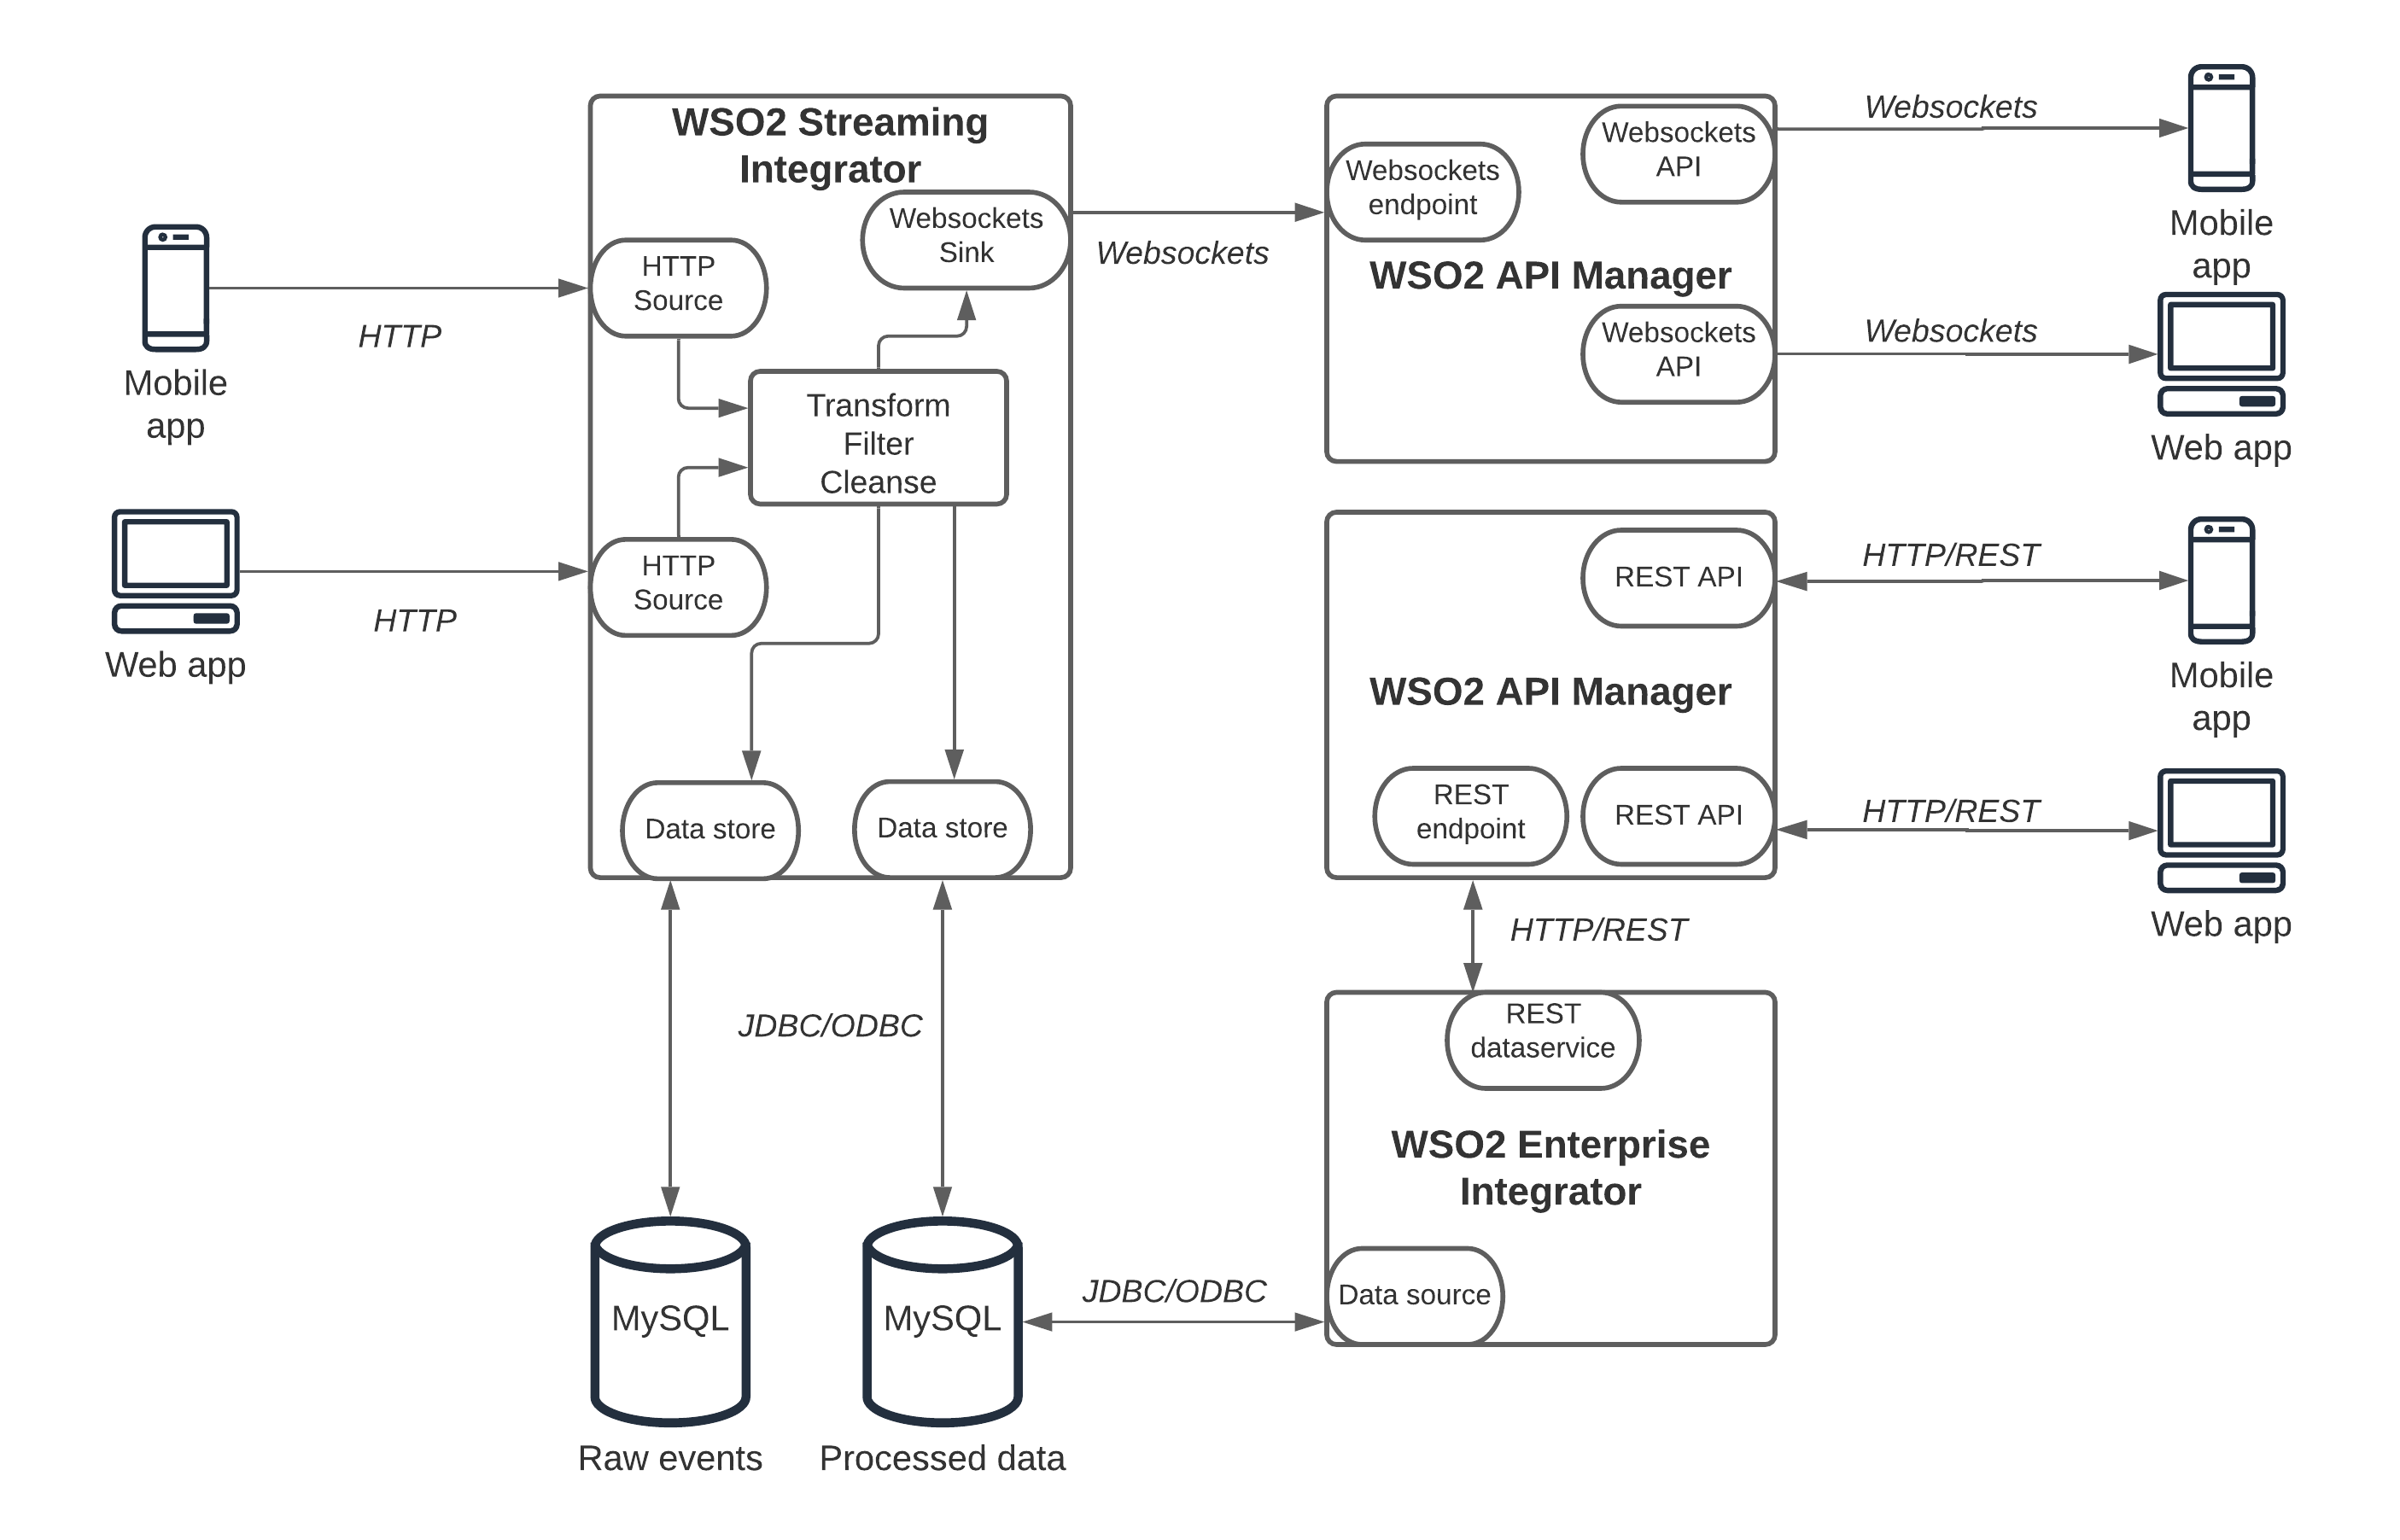 Mobile
app
HTTP
Web app
HTTP
WSO2 Streaming
Integrator
HTTP
Source
Websockets
Sink
Transform
Filter
Cleanse
HTTP
Source
Data store
Data store
JDBC/ODBC
MySQL
Raw events
MySQL
Processed data
Websockets
Websockets
endpoint
Websockets
API
WSO2 API Manager
Websockets
API
Websockets
Mobile
app
Websockets
Web app
REST API
WSO2 API Manager
REST
endpoint
REST API
HTTP/REST
Mobile
app
HTTP/REST
Web app
HTTP/REST
REST
dataservice
WSO2 Enterprise
Integrator
Data source
JDBC/ODBC